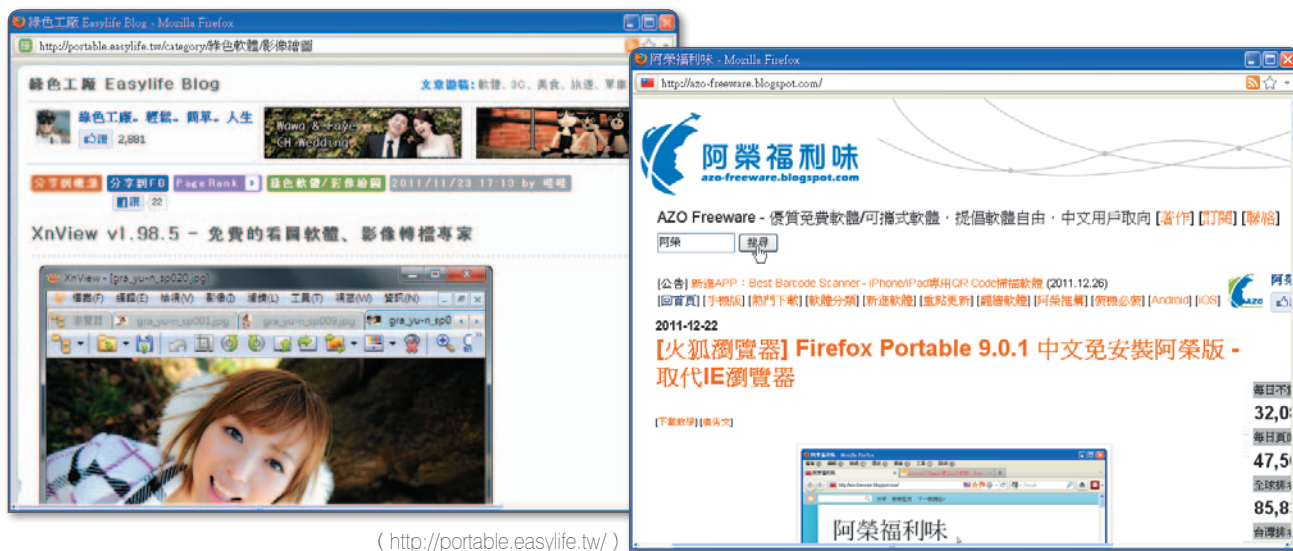 綠色工廠 Easylife Blog - Mozilla Firefox
http://portable.easylife.tw/category/綠色軟體/影像繪圖
綠色工廠 Easylife Blog
文章邀稿: 軟體、3C、美食、旅遊、單車
綠色工廠。輕鬆。簡單。人生
讚 2,881
Wawa & Faye
CH Wedding
分享到噗浪 分享到FB PageRank 綠色軟體/影像繪圖 2011/11/23 17:13 by 哇哇
讚 22
XnView v1.98.5 - 免費的看圖軟體、影像轉檔專家
XnView - [gra_yu-n_sp020.jpg]
檔案(F) 編輯(E) 檢視(V) 影像(I) 濾鏡(L) 工具(T) 視窗(W) 資訊(N)
瀏覽器 gra_yu-n_sp001.jpg gra_yu-n_sp009.jpg gra_yu-n_sp0
( http://portable.easylife.tw/ )
阿榮福利味 - Mozilla Firefox
http://azo-freeware.blogspot.com/
阿榮福利味
azo-freeware.blogspot.com
AZO Freeware - 優質免費軟體/可攜式軟體，提倡軟體自由，中文用戶取向 [著作] [訂閱] [聯絡]
阿榮 搜尋
[公告] 新進APP：Best Barcode Scanner - iPhone/iPad專用QR Code掃描軟體 (2011.12.26)
[回首頁] [手機版] [熱門下載] [軟體分類] [新進軟體] [重點更新] [翻牆軟體] [阿榮推薦] [裝機必裝] [Android] [iOS]
AZO
2011-12-22
[火狐瀏覽器] Firefox Portable 9.0.1 中文免安裝阿榮版 -
取代IE瀏覽器
[下載教學] [廣告文]
阿榮福利味
32,0
每日頁
47,5
全球排
85,8
台灣排